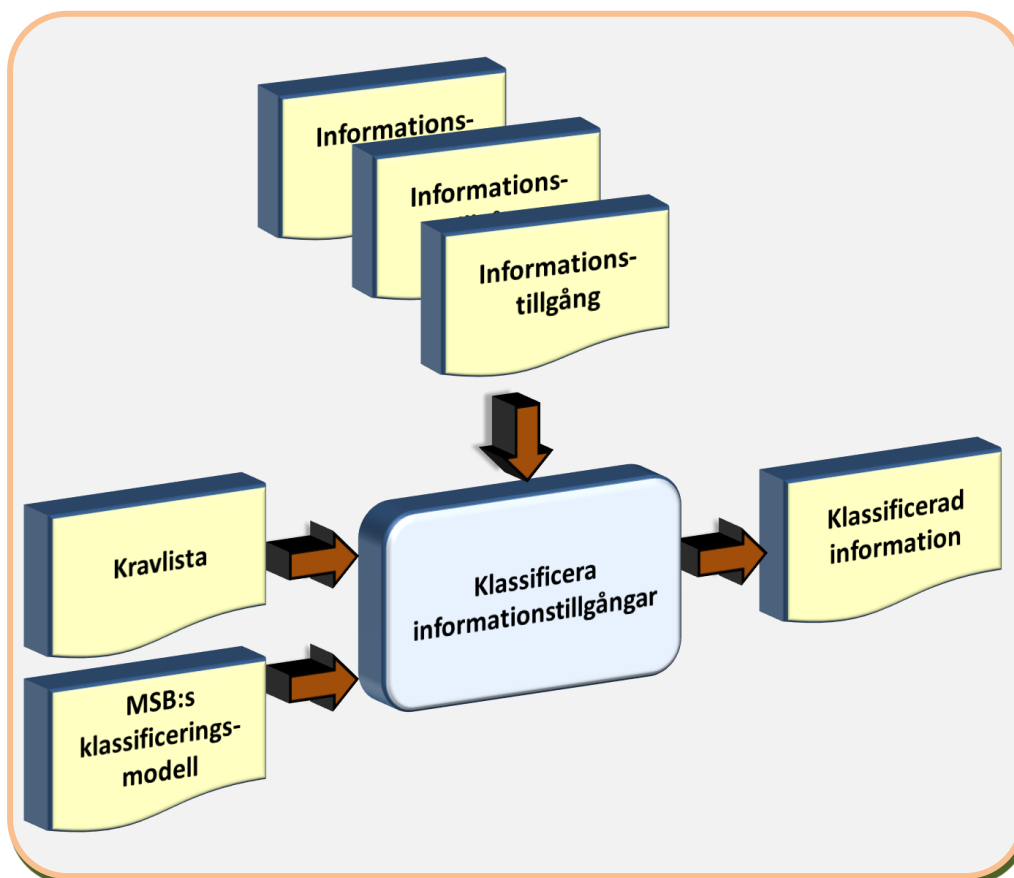 Informations-
Informations-
Informations-
tillgång
Kravlista
Klassificera
informationstillgångar
Klassificerad
information
MSB:s
klassificerings-
modell